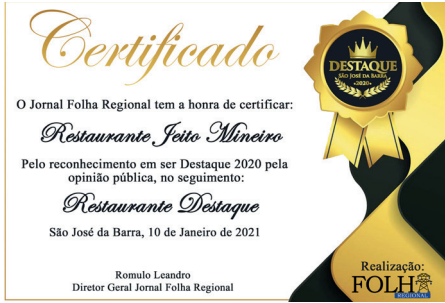 Certificado
O Jornal Folha Regional tem a honra de certificar:
Restaurante Jeito Mineiro
Pelo reconhecimento em ser Destaque 2020 pela
opinião pública, no seguimento:
Restaurante Destaque
São José da Barra, 10 de Janeiro de 2021
Romulo Leandro
Diretor Geral Jornal Folha Regional
DESTAQUE
SÃO JOSÉ DA BARRA
•2020•
Realização:
FOLH
REGIONAL